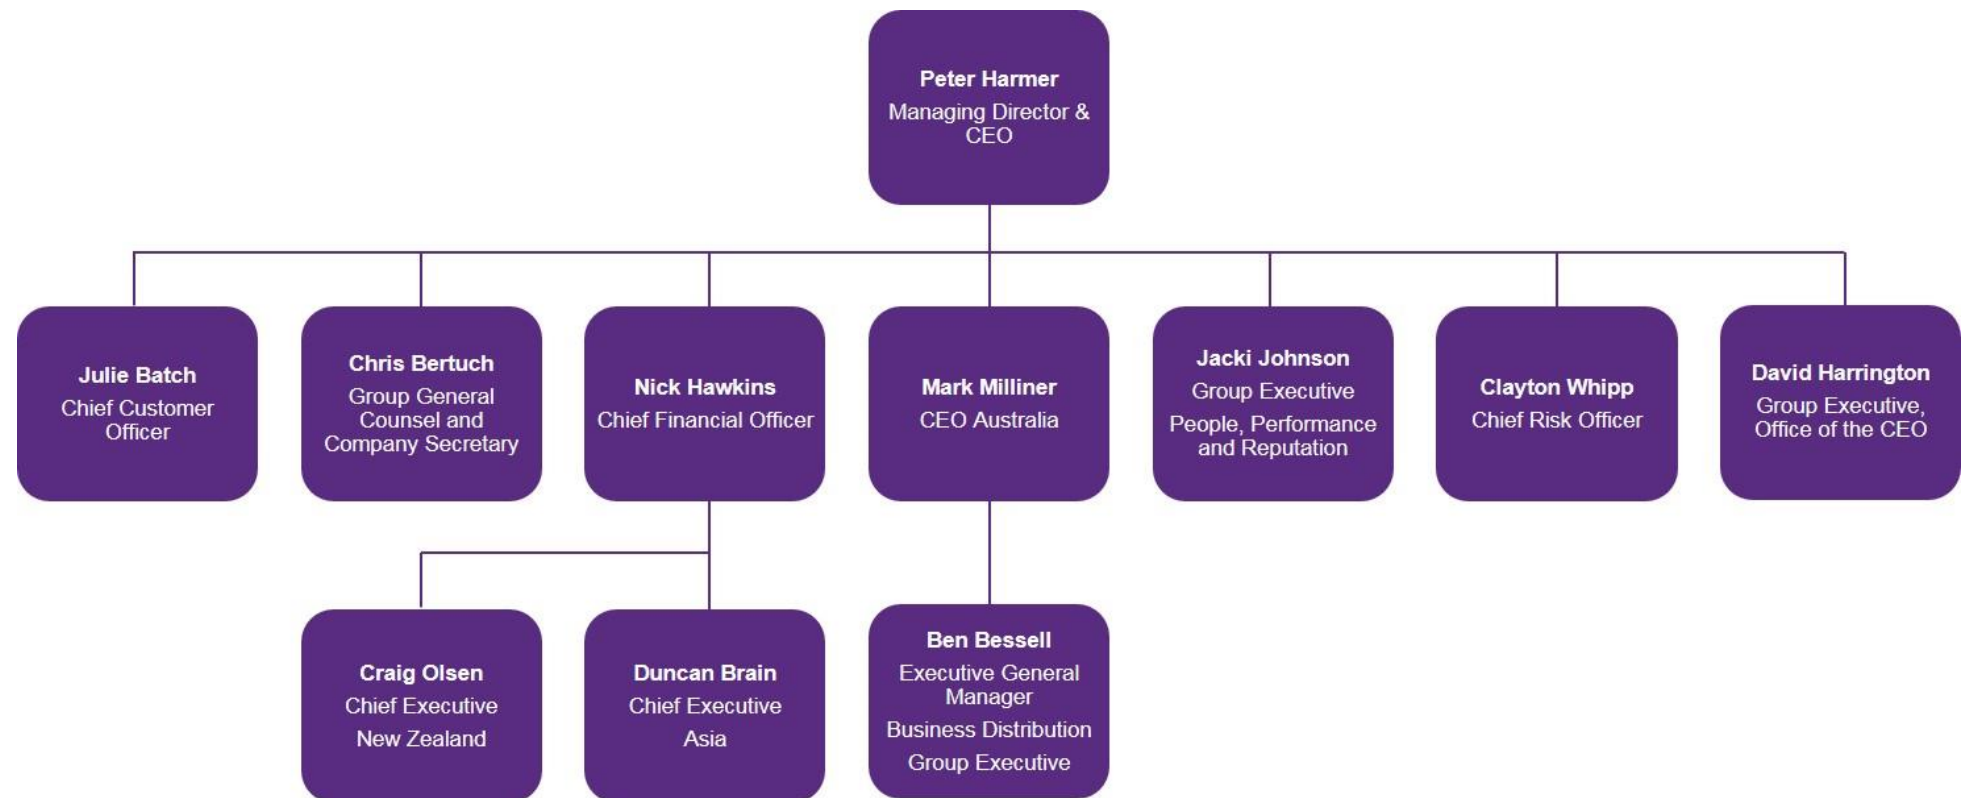 Peter Harmer
Managing Director &
CEO
Julie Batch
Chief Customer
Officer
Chris Bertuch
Group General
Counsel and
Company Secretary
Nick Hawkins
Chief Financial Officer
Mark Milliner
CEO Australia
Jacki Johnson
Group Executive
People, Performance
and Reputation
Clayton Whipp
Chief Risk Officer
David Harrington
Group Executive,
Office of the CEO
Craig Olsen
Chief Executive
New Zealand
Duncan Brain
Chief Executive
Asia
Ben Bessell
Executive General
Manager
Business Distribution
Group Executive